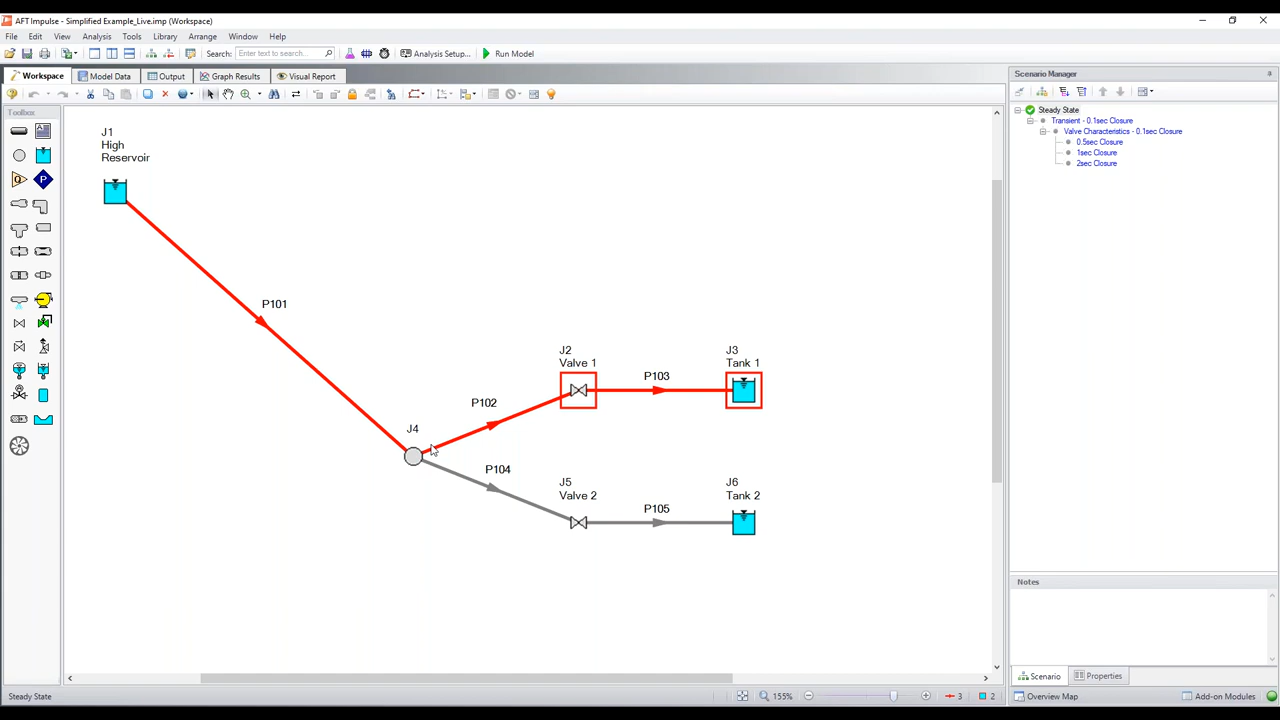 AFT Impulse - Simplified Example_Live.imp (Workspace)
File Edit View Analysis Tools Library Arrange Window Help
Search: Enter text to search... Analysis Setup... Run Model
Workspace Model Data Output Graph Results Visual Report
Toolbox
J1
High
Reservoir
P101
J4
P102
J2
Valve 1
P103
J3
Tank 1
P104
J5
Valve 2
P105
J6
Tank 2
Scenario Manager
Steady State
Transient - 0.1sec Closure
Valve Characteristics - 0.1sec Closure
0.5sec Closure
1sec Closure
2sec Closure
Notes
Scenario Properties
Steady State 155% 3 2 Overview Map Add-on Modules